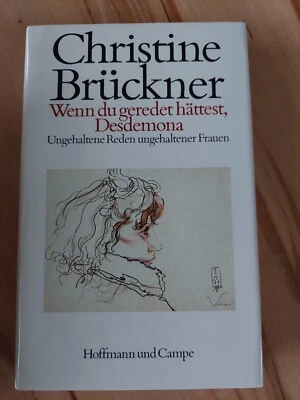 Christine
Brückner
Wenn du geredet hättest,
Desdemona
Ungehaltene Reden ungehaltener Frauen
Hoffmann und Campe